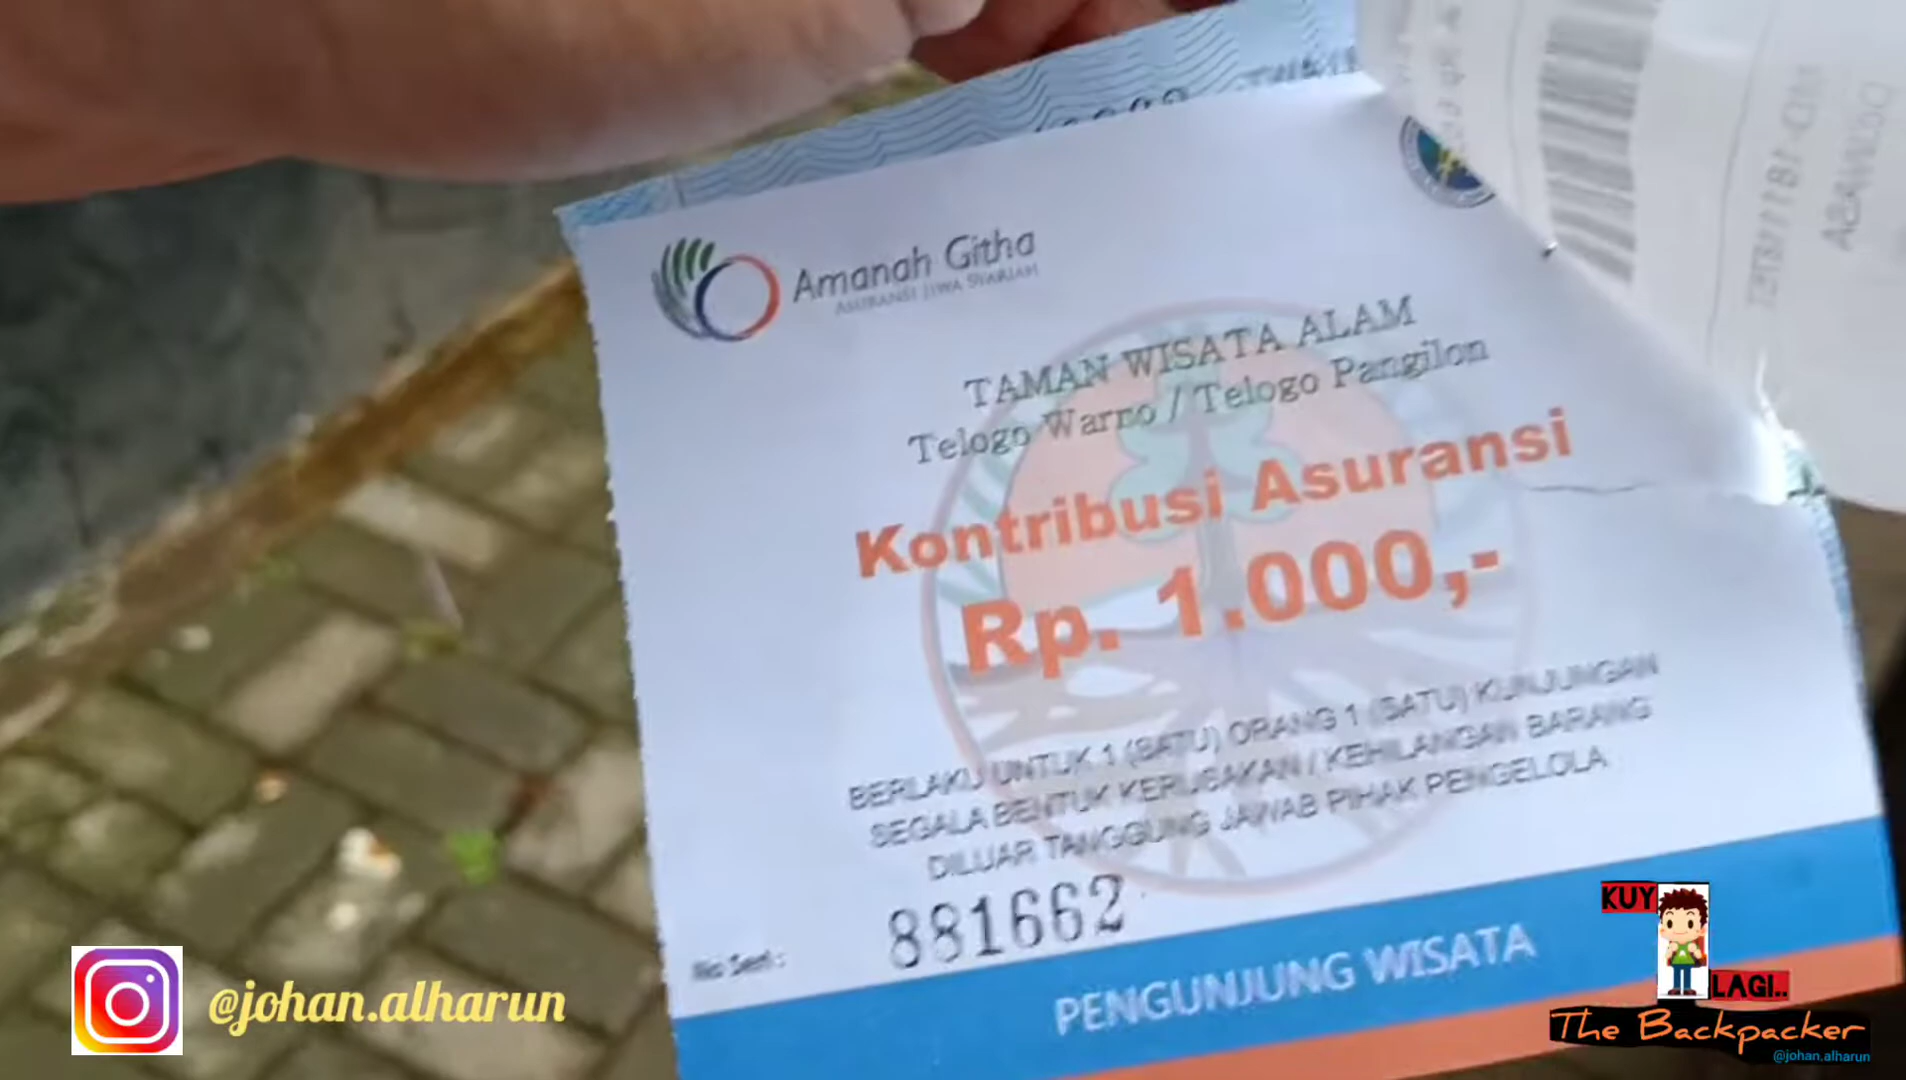 Amanah Githa
ASURANSI JIWA SYARIAH
TAMAN WISATA ALAM
Telogo Warno / Telogo Pangilon
Kontribusi Asuransi
Rp. 1.000,-
BERLAKU UNTUK 1 (SATU) ORANG 1 (SATU) KUNJUNGAN
SEGALA BENTUK KERUSAKAN / KEHILANGAN BARANG
DILUAR TANGGUNG JAWAB PIHAK PENGELOLA
No Seri : 881662
PENGUNJUNG WISATA
@johan.alharun
KUY
LAGI..
The Backpacker
@johan.alharun